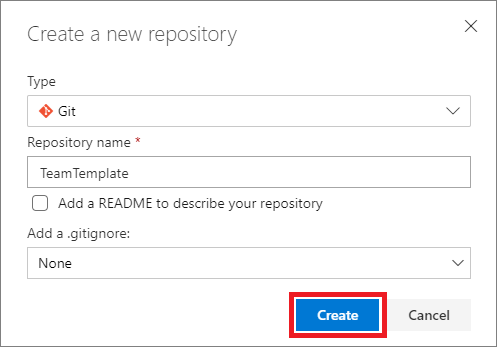 Create a new repository
Type
Git
Repository name *
TeamTemplate
Add a README to describe your repository
Add a .gitignore:
None
Create Cancel